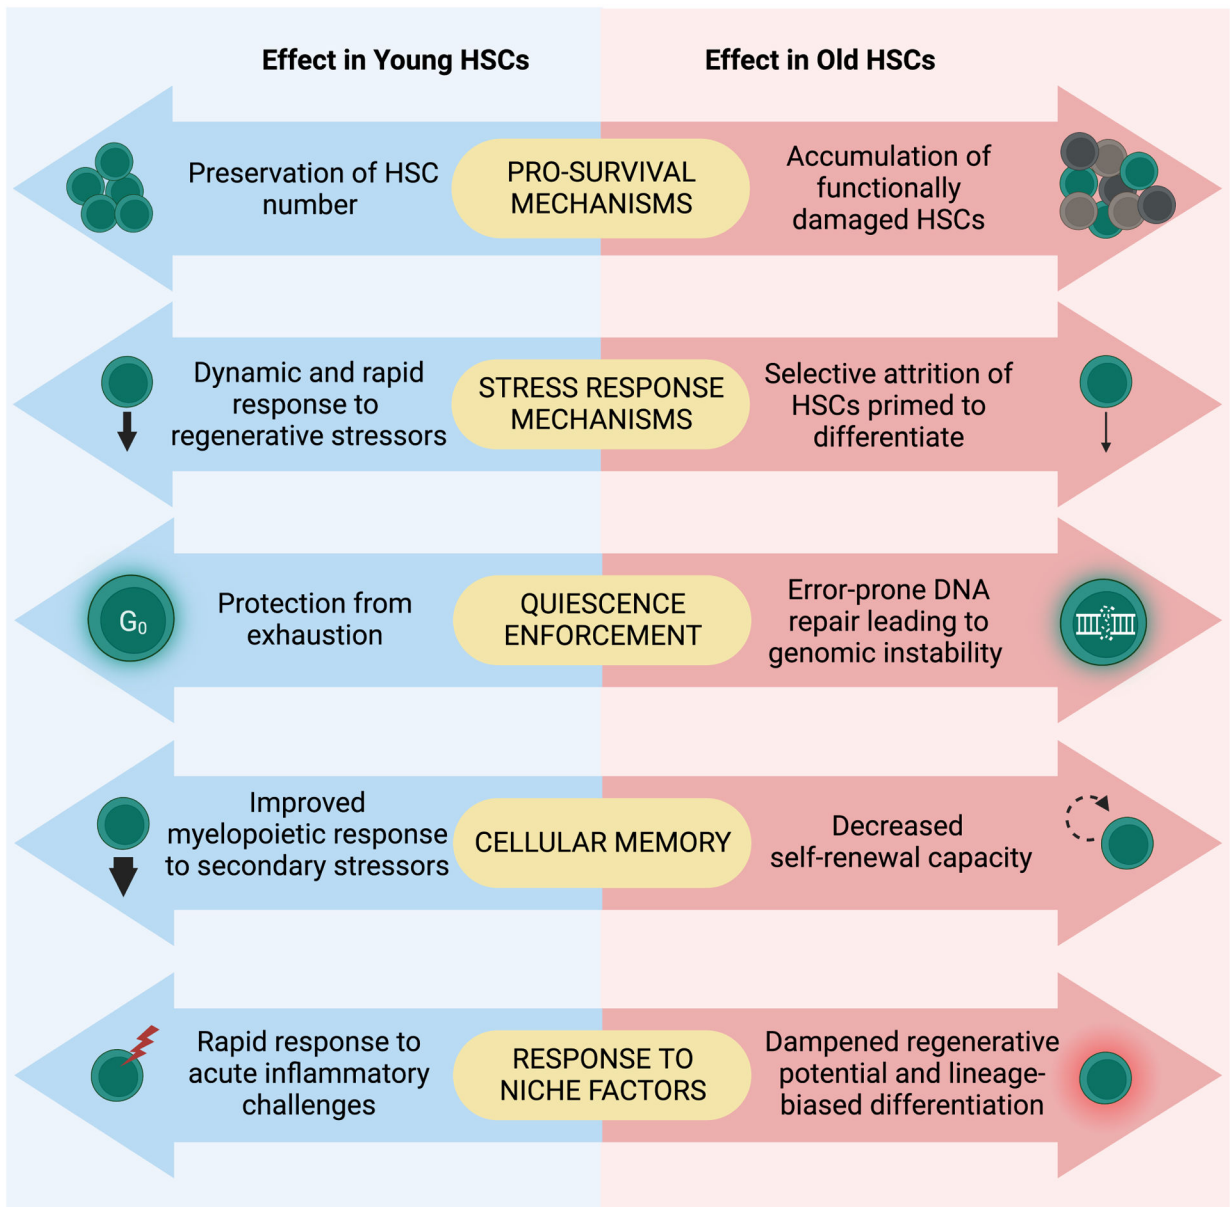 Effect in Young HSCs
Effect in Old HSCs
Preservation of HSC
number
PRO-SURVIVAL
MECHANISMS
Accumulation of
functionally
damaged HSCs
Dynamic and rapid
response to
regenerative stressors
STRESS RESPONSE
MECHANISMS
Selective attrition of
HSCs primed to
differentiate
G₀
Protection from
exhaustion
QUIESCENCE
ENFORCEMENT
Error-prone DNA
repair leading to
genomic instability
Improved
myelopoietic response
to secondary stressors
CELLULAR MEMORY
Decreased
self-renewal capacity
Rapid response to
acute inflammatory
challenges
RESPONSE TO
NICHE FACTORS
Dampened regenerative
potential and lineage-
biased differentiation